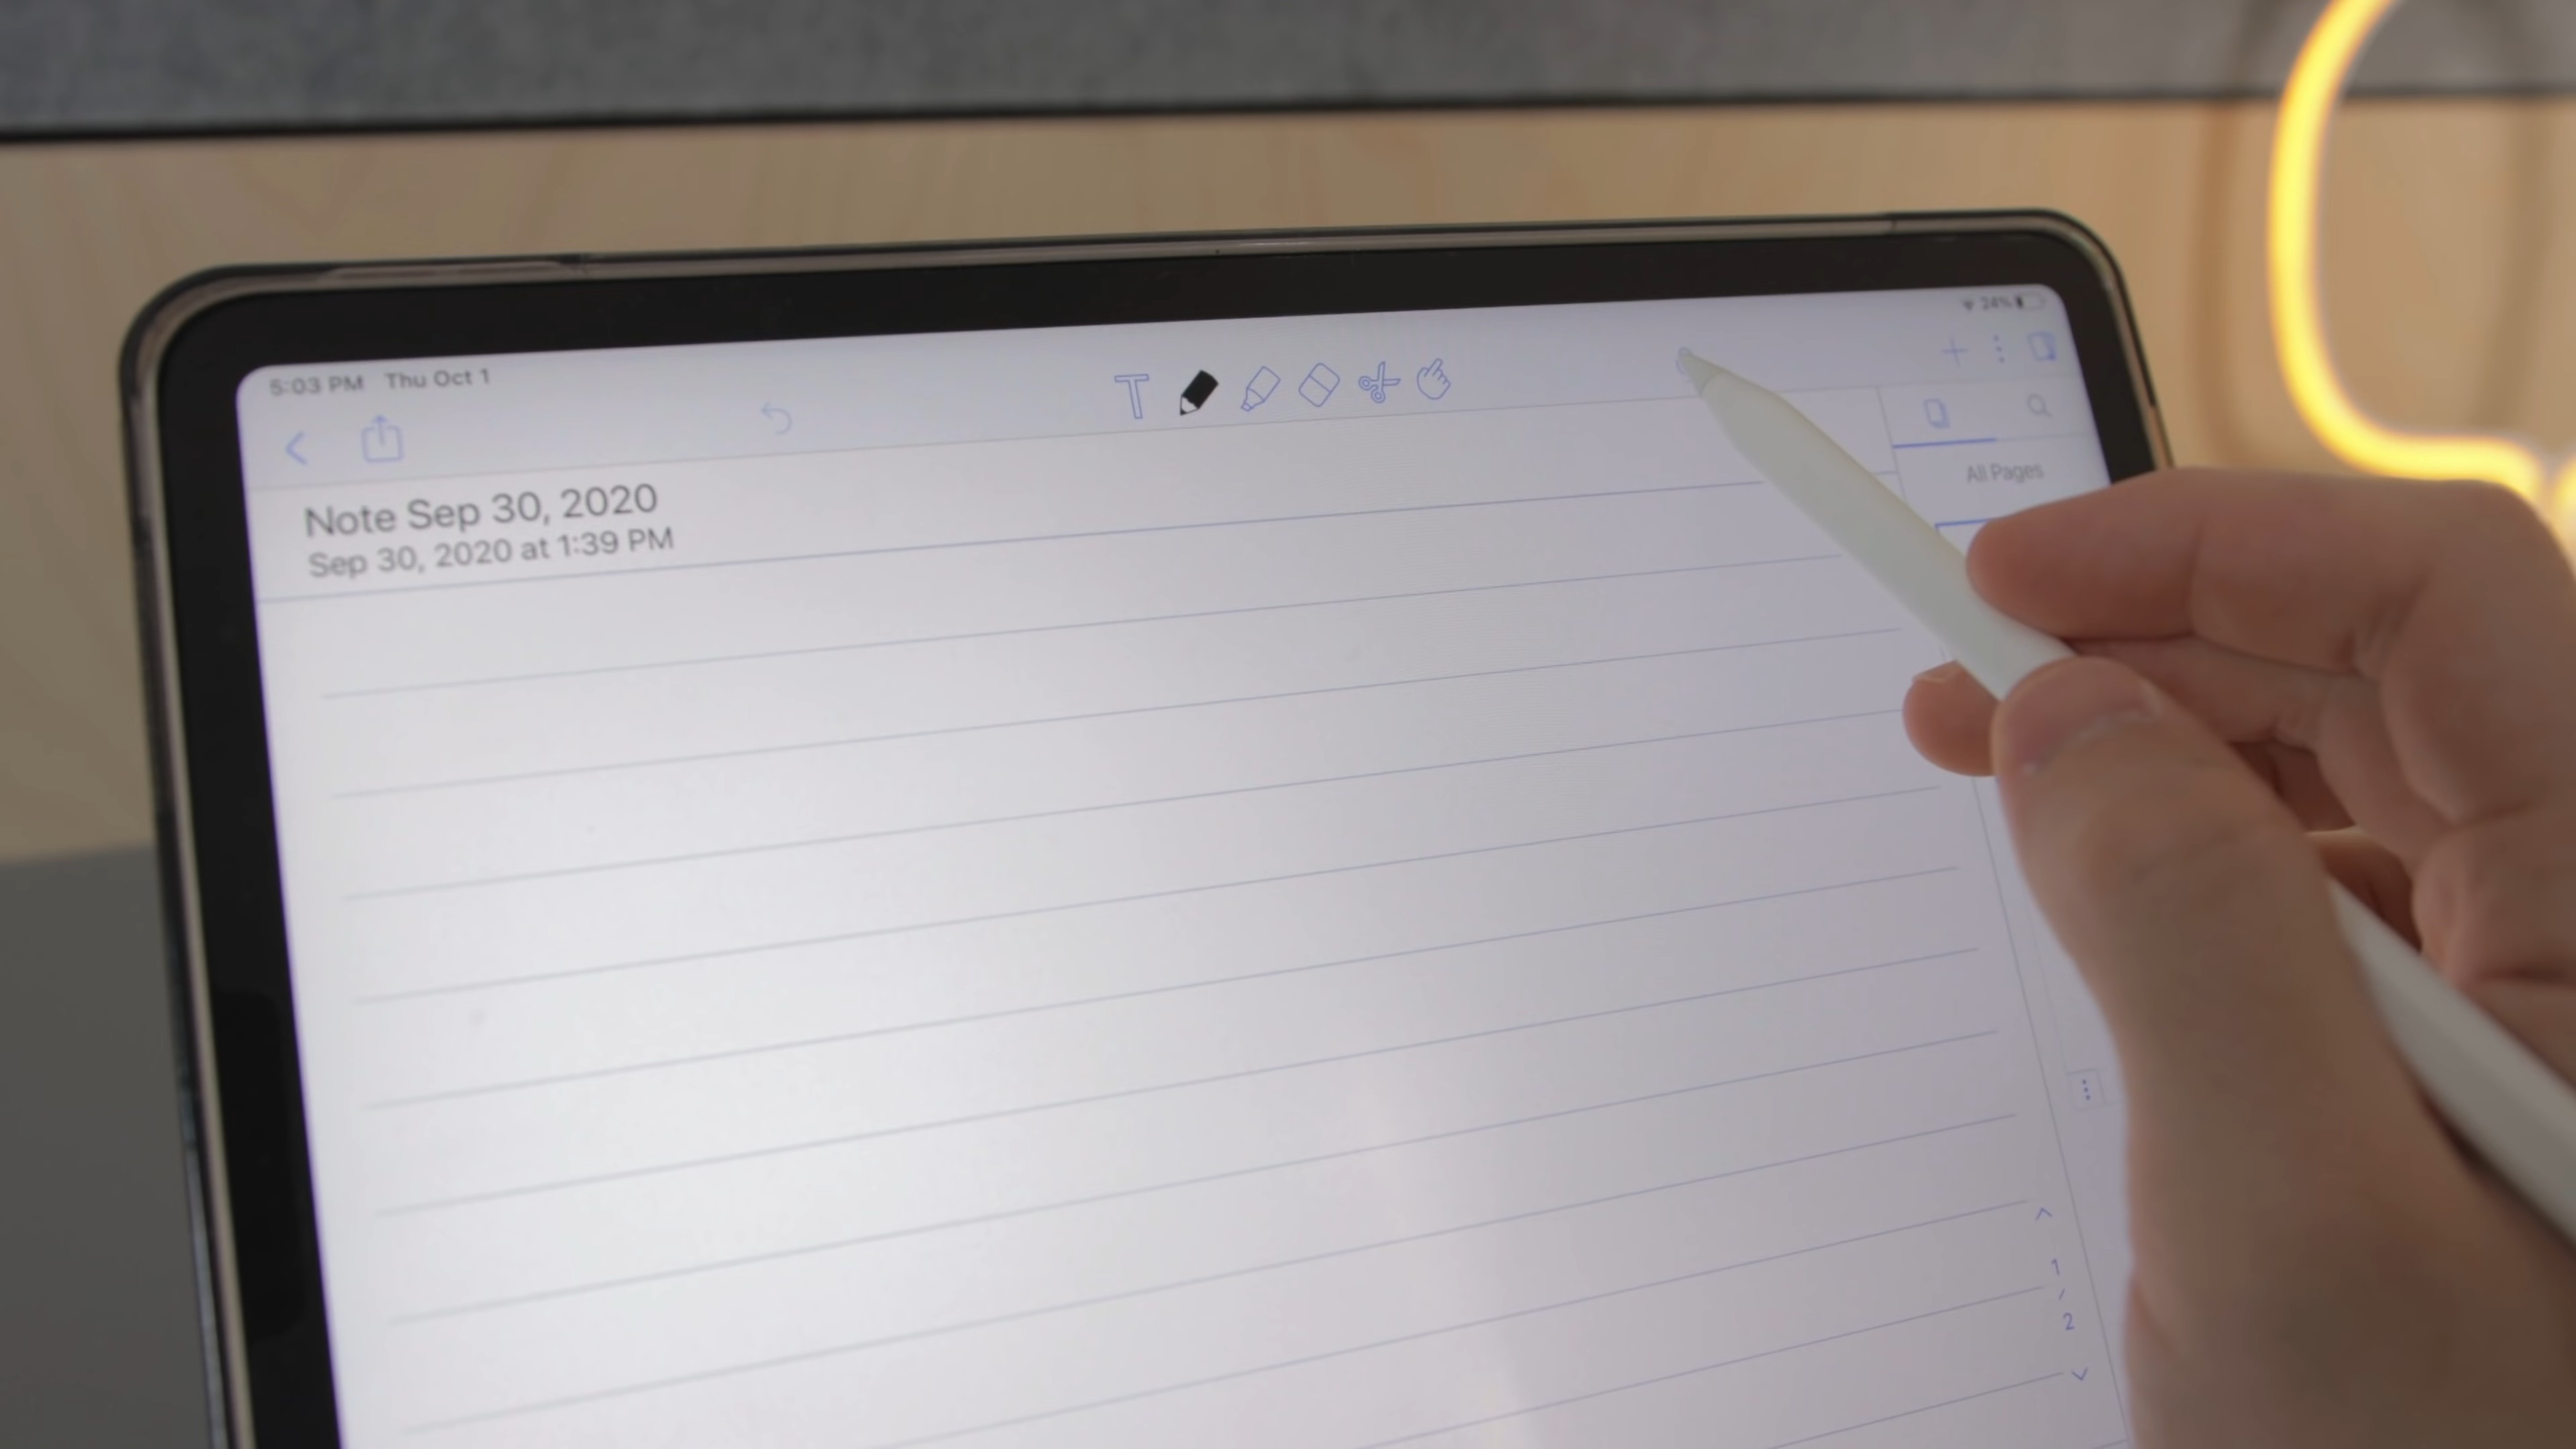 5:03 PM Thu Oct 1
24%
All Pages
Note Sep 30, 2020
Sep 30, 2020 at 1:39 PM
1
/
2